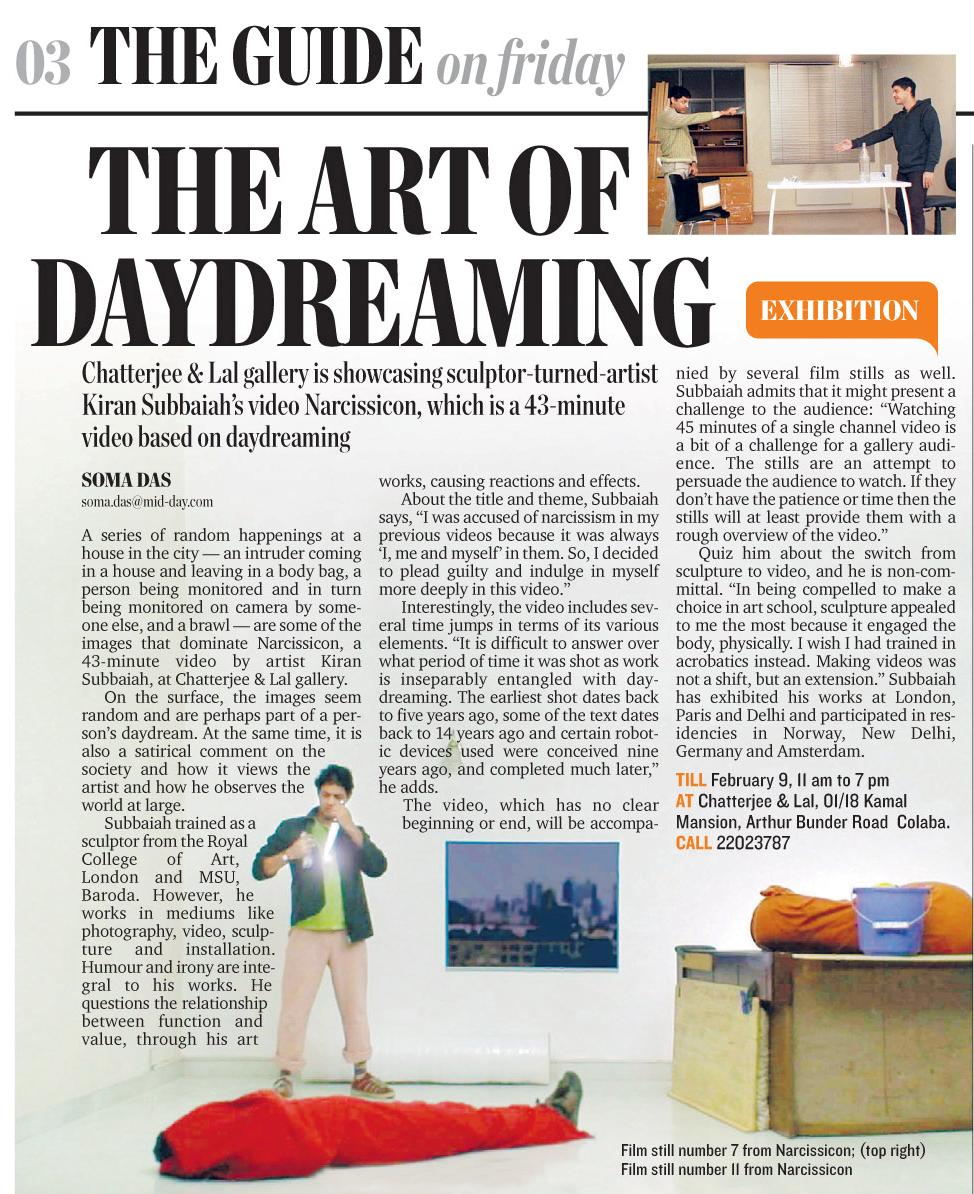 03 THE GUIDE on friday
THE ART OF
DAYDREAMING
EXHIBITION
Chatterjee & Lal gallery is showcasing sculptor-turned-artist
Kiran Subbaiah's video Narcissicon, which is a 43-minute
video based on daydreaming
SOMA DAS
soma.das@mid-day.com
A series of random happenings at a
house in the city — an intruder coming
in a house and leaving in a body bag, a
person being monitored and in turn
being monitored on camera by some-
one else, and a brawl — are some of the
images that dominate Narcissicon, a
43-minute video by artist Kiran
Subbaiah, at Chatterjee & Lal gallery.
On the surface, the images seem
random and are perhaps part of a per-
son's daydream. At the same time, it is
also a satirical comment on the
society and how it views the
artist and how he observes the
world at large.
Subbaiah trained as a
sculptor from the Royal
College of Art,
London and MSU,
Baroda. However, he
works in mediums like
photography, video, sculp-
ture and installation.
Humour and irony are inte-
gral to his works. He
questions the relationship
between function and
value, through his art
works, causing reactions and effects.
About the title and theme, Subbaiah
says, "I was accused of narcissism in my
previous videos because it was always
'I, me and myself' in them. So, I decided
to plead guilty and indulge in myself
more deeply in this video."
Interestingly, the video includes sev-
eral time jumps in terms of its various
elements. "It is difficult to answer over
what period of time it was shot as work
is inseparably entangled with day-
dreaming. The earliest shot dates back
to five years ago, some of the text dates
back to 14 years ago and certain robot-
ic devices used were conceived nine
years ago, and completed much later,"
he adds.
The video, which has no clear
beginning or end, will be accompa-
nied by several film stills as well.
Subbaiah admits that it might present a
challenge to the audience: "Watching
45 minutes of a single channel video is
a bit of a challenge for a gallery audi-
ence. The stills are an attempt to
persuade the audience to watch. If they
don't have the patience or time then the
stills will at least provide them with a
rough overview of the video."
Quiz him about the switch from
sculpture to video, and he is non-com-
mittal. "In being compelled to make a
choice in art school, sculpture appealed
to me the most because it engaged the
body, physically. I wish I had trained in
acrobatics instead. Making videos was
not a shift, but an extension." Subbaiah
has exhibited his works at London,
Paris and Delhi and participated in res-
idencies in Norway, New Delhi,
Germany and Amsterdam.
TILL February 9, 11 am to 7 pm
AT Chatterjee & Lal, 01/18 Kamal
Mansion, Arthur Bunder Road Colaba.
CALL 22023787
Film still number 7 from Narcissicon; (top right)
Film still number 11 from Narcissicon